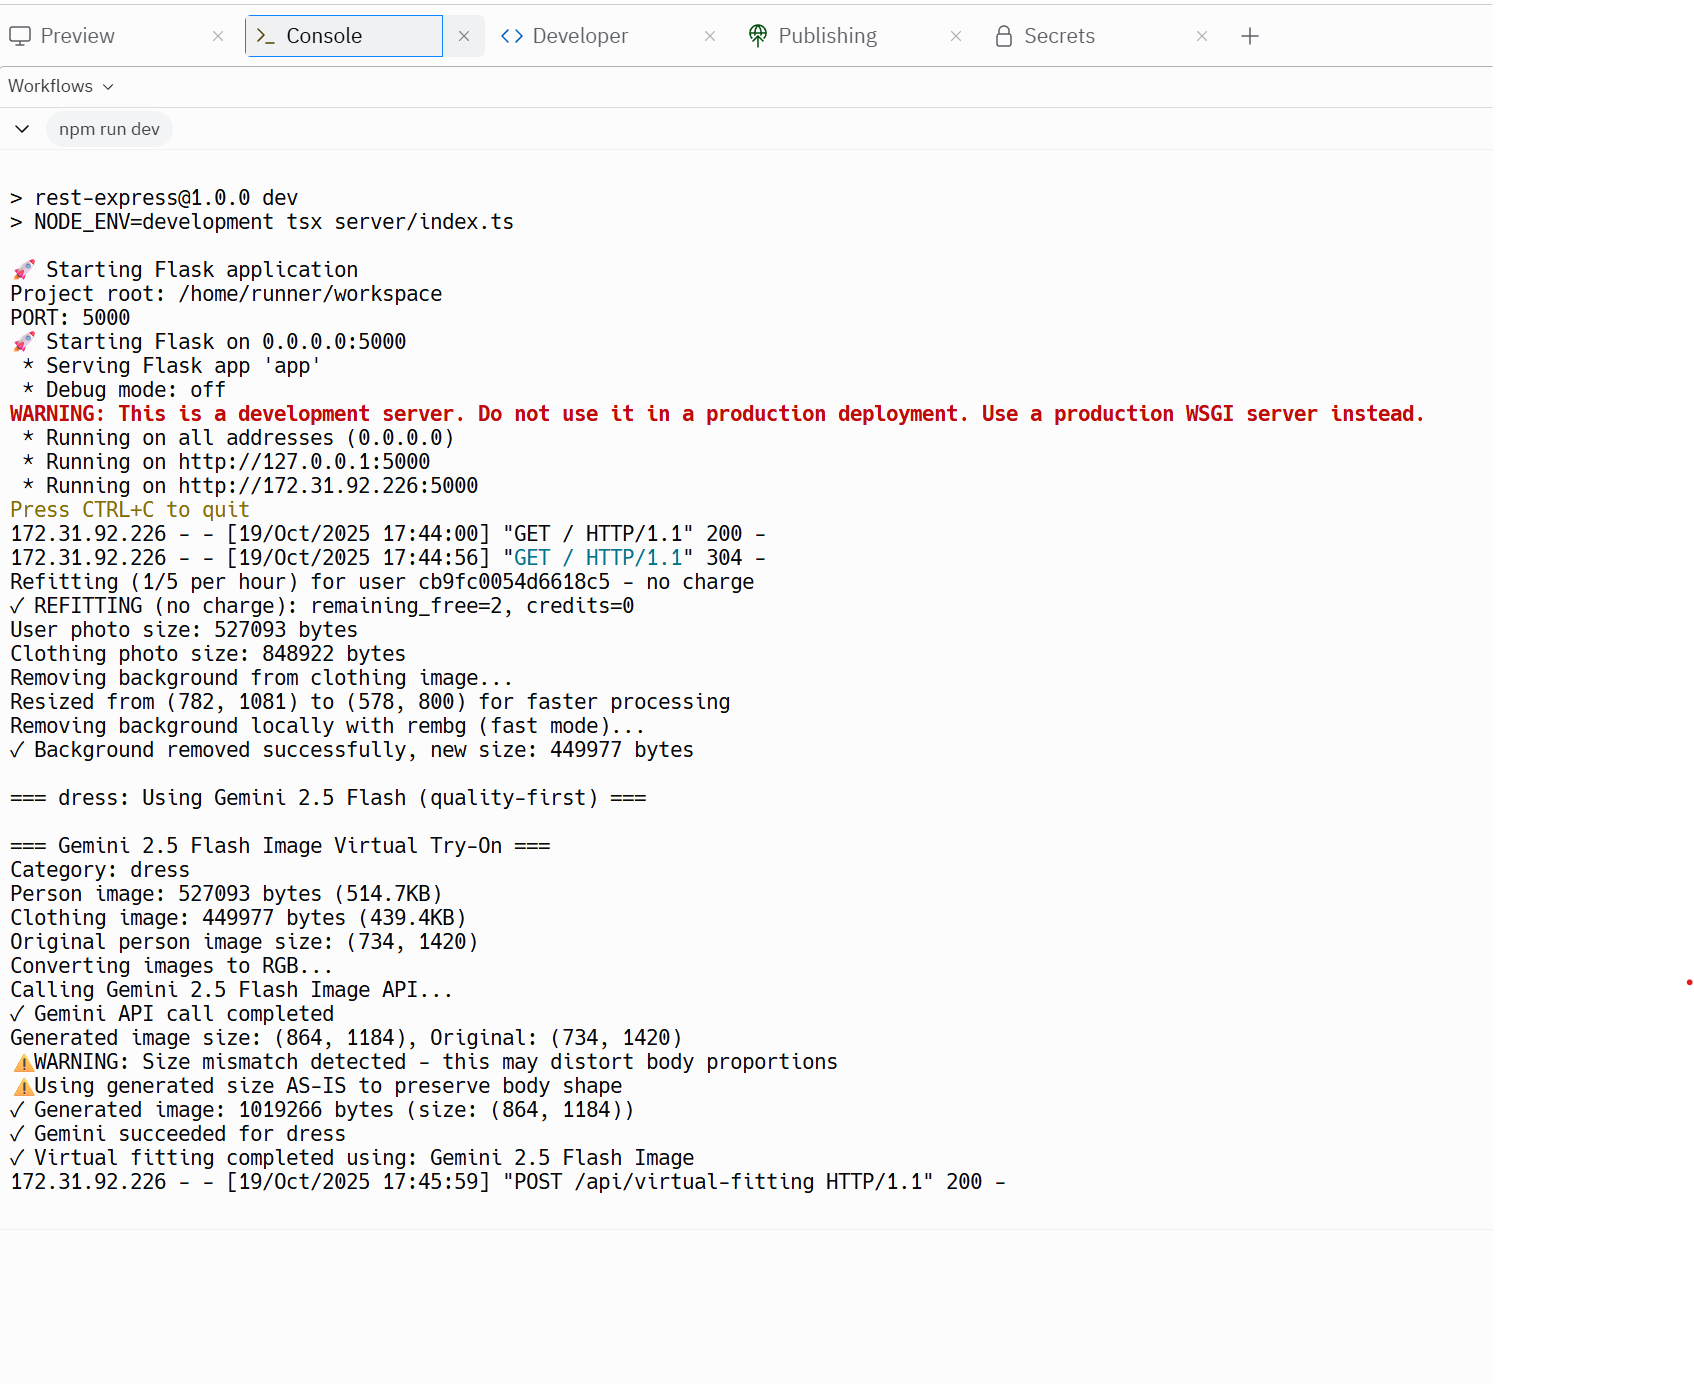 Preview
Console
Developer
Publishing
Secrets
Workflows
npm run dev
> rest-express@1.0.0 dev
> NODE_ENV=development tsx server/index.ts
🚀 Starting Flask application
Project root: /home/runner/workspace
PORT: 5000
🚀 Starting Flask on 0.0.0.0:5000
* Serving Flask app 'app'
* Debug mode: off
WARNING: This is a development server. Do not use it in a production deployment. Use a production WSGI server instead.
* Running on all addresses (0.0.0.0)
* Running on http://127.0.0.1:5000
* Running on http://172.31.92.226:5000
Press CTRL+C to quit
172.31.92.226 - - [19/Oct/2025 17:44:00] "GET / HTTP/1.1" 200 -
172.31.92.226 - - [19/Oct/2025 17:44:56] "GET / HTTP/1.1" 304 -
Refitting (1/5 per hour) for user cb9fc0054d6618c5 - no charge
✓ REFITTING (no charge): remaining_free=2, credits=0
User photo size: 527093 bytes
Clothing photo size: 848922 bytes
Removing background from clothing image...
Resized from (782, 1081) to (578, 800) for faster processing
Removing background locally with rembg (fast mode)...
✓ Background removed successfully, new size: 449977 bytes
=== dress: Using Gemini 2.5 Flash (quality-first) ===
=== Gemini 2.5 Flash Image Virtual Try-On ===
Category: dress
Person image: 527093 bytes (514.7KB)
Clothing image: 449977 bytes (439.4KB)
Original person image size: (734, 1420)
Converting images to RGB...
Calling Gemini 2.5 Flash Image API...
✓ Gemini API call completed
Generated image size: (864, 1184), Original: (734, 1420)
⚠️WARNING: Size mismatch detected - this may distort body proportions
⚠️Using generated size AS-IS to preserve body shape
✓ Generated image: 1019266 bytes (size: (864, 1184))
✓ Gemini succeeded for dress
✓ Virtual fitting completed using: Gemini 2.5 Flash Image
172.31.92.226 - - [19/Oct/2025 17:45:59] "POST /api/virtual-fitting HTTP/1.1" 200 -